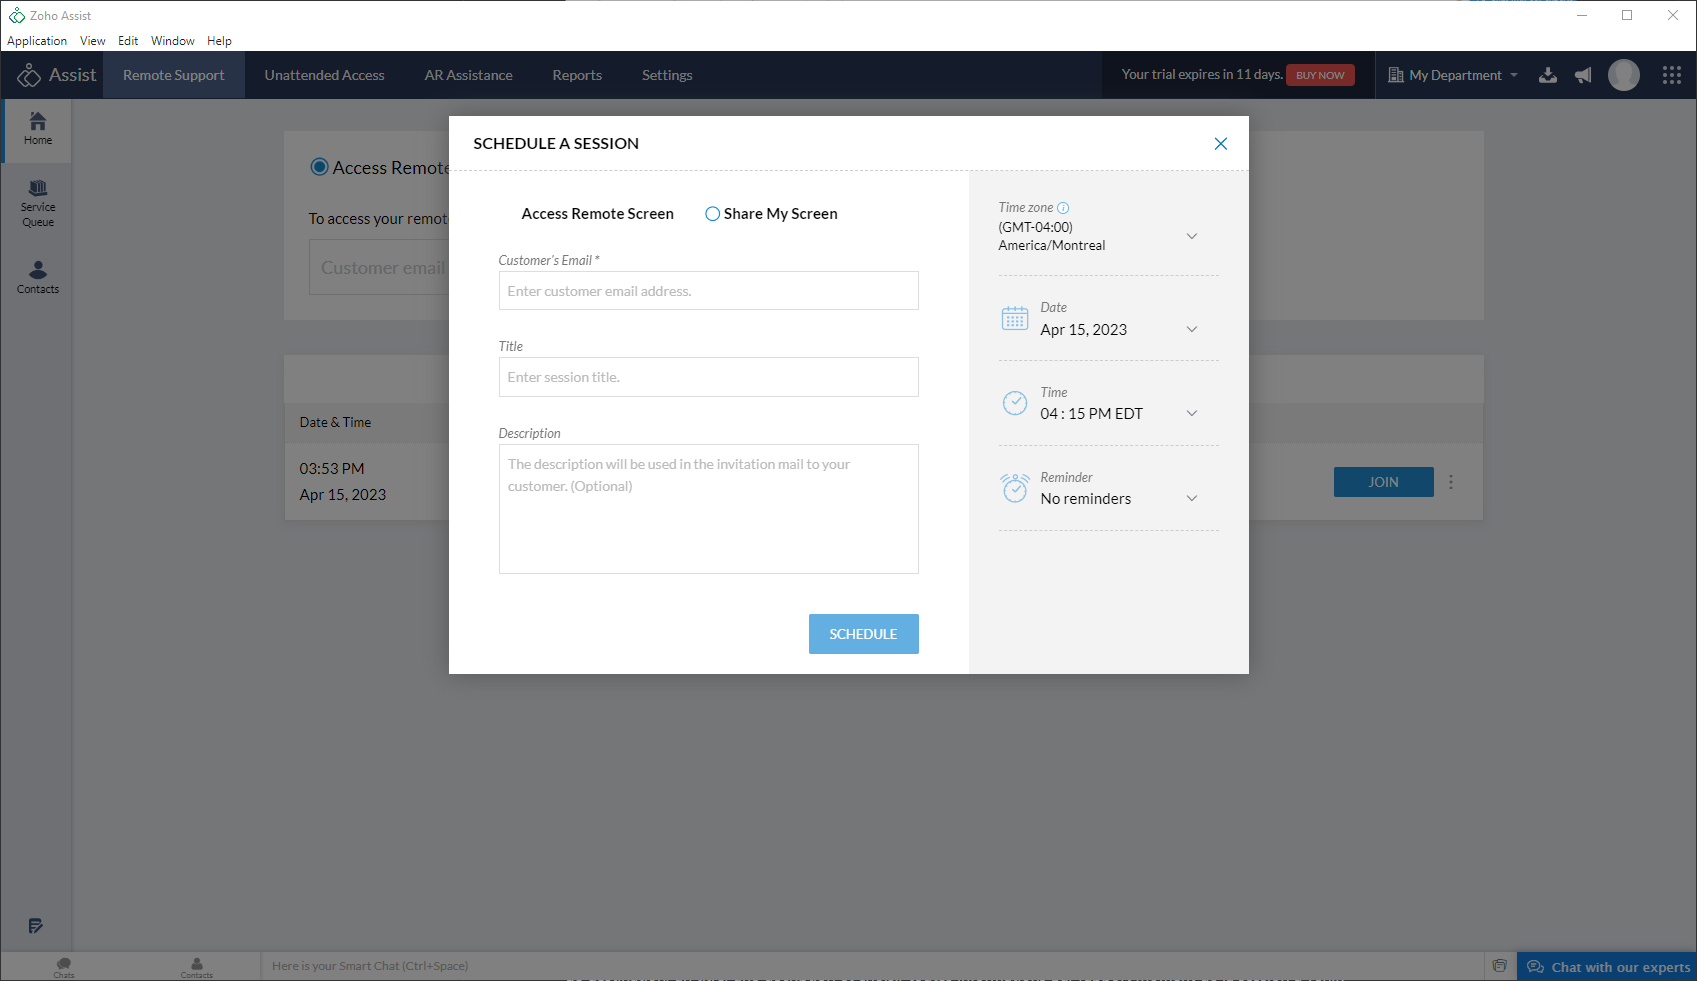 Zoho Assist
Application View Edit Window Help
Assist Remote Support Unattended Access AR Assistance Reports Settings Your trial expires in 11 days. BUY NOW My Department
Home
Service
Queue
Contacts
Access Remote
To access your remot
Customer email
Date & Time
03:53 PM
Apr 15, 2023
JOIN
SCHEDULE A SESSION
Access Remote Screen Share My Screen
Customer's Email *
Enter customer email address.
Title
Enter session title.
Description
The description will be used in the invitation mail to your
customer. (Optional)
SCHEDULE
Time zone
(GMT-04:00)
America/Montreal
Date
Apr 15, 2023
Time
04 : 15 PM EDT
Reminder
No reminders
Chats Contacts Here is your Smart Chat (Ctrl+Space) Chat with our experts